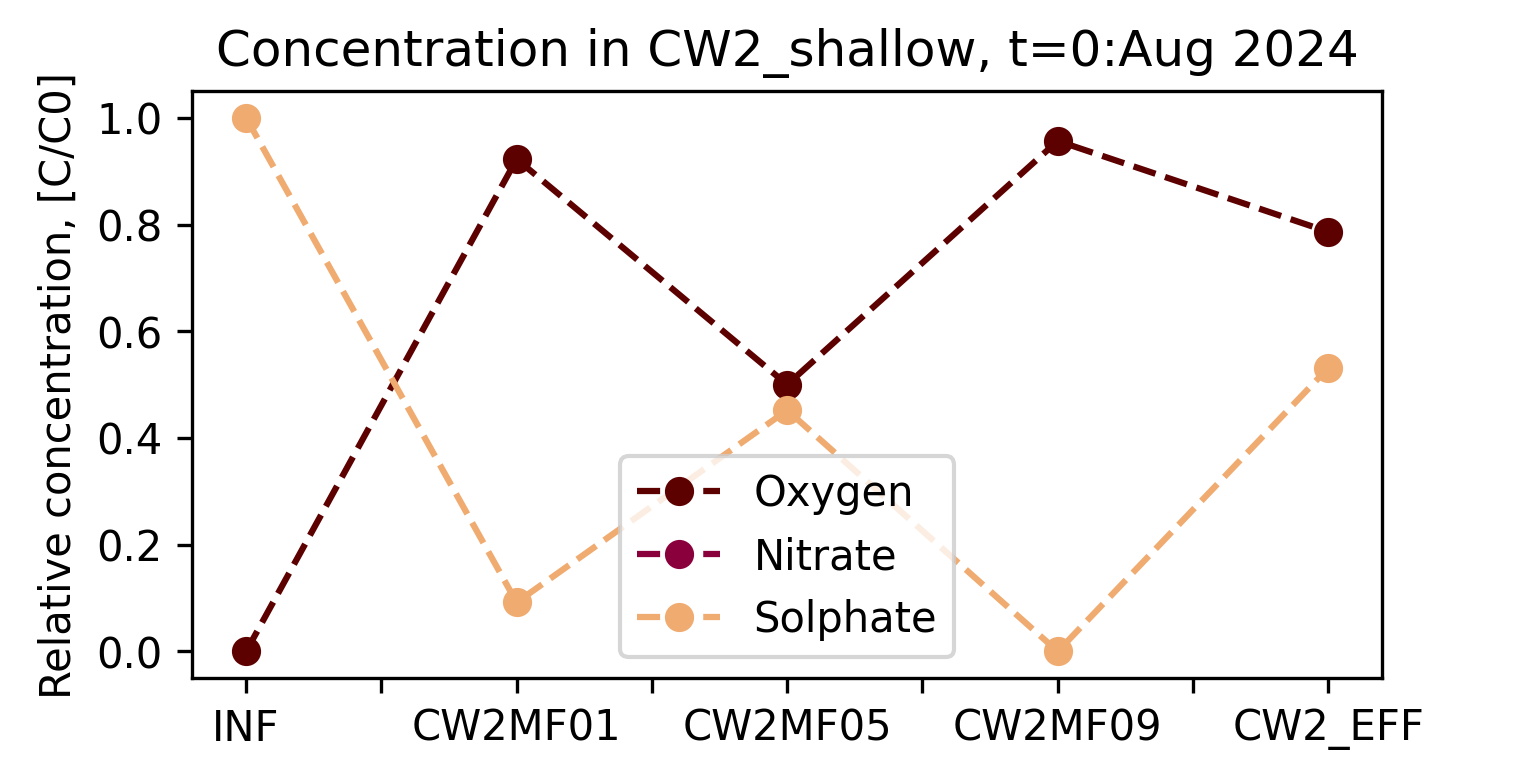 Concentration in CW2_shallow, t=0:Aug 2024
Relative concentration, [C/C0]
1.0
0.8
0.6
0.4
0.2
0.0
Oxygen
Nitrate
Solphate
INF CW2MF01 CW2MF05 CW2MF09 CW2_EFF